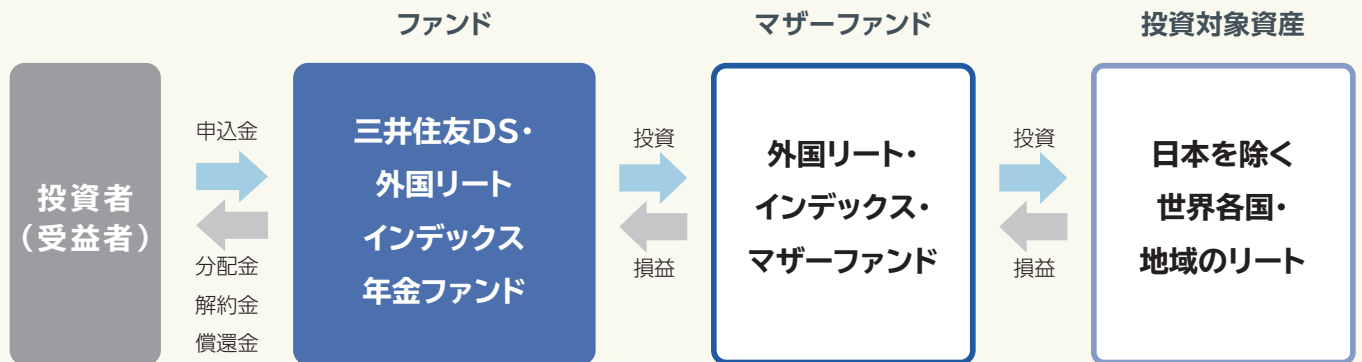 ファンド
マザーファンド
投資対象資産
投資者
(受益者)
申込金
分配金
解約金
償還金
三井住友DS・
外国リート
インデックス
年金ファンド
投資
損益
外国リート・
インデックス・
マザーファンド
投資
損益
日本を除く
世界各国・
地域のリート